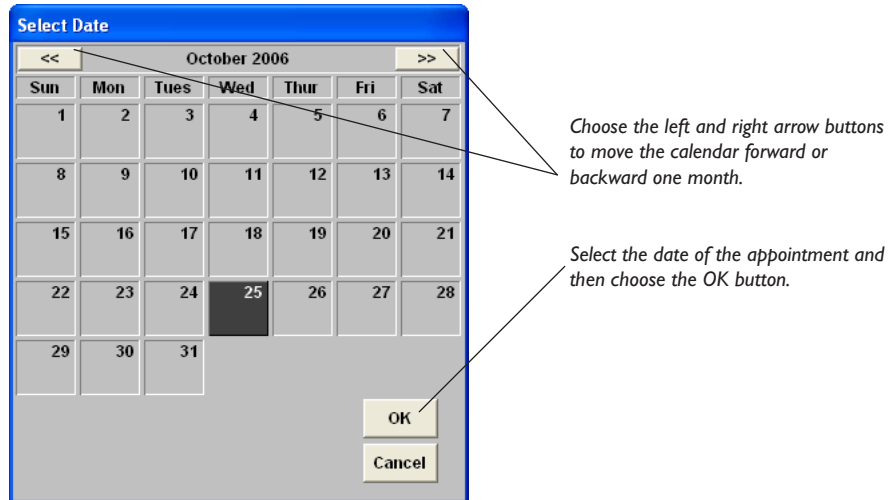 Select Date
<< October 2006 >>
Sun Mon Tues Wed Thur Fri Sat
1 2 3 4 5 6 7
8 9 10 11 12 13 14
15 16 17 18 19 20 21
22 23 24 25 26 27 28
29 30 31
OK
Cancel
Choose the left and right arrow buttons
to move the calendar forward or
backward one month.
Select the date of the appointment and
then choose the OK button.